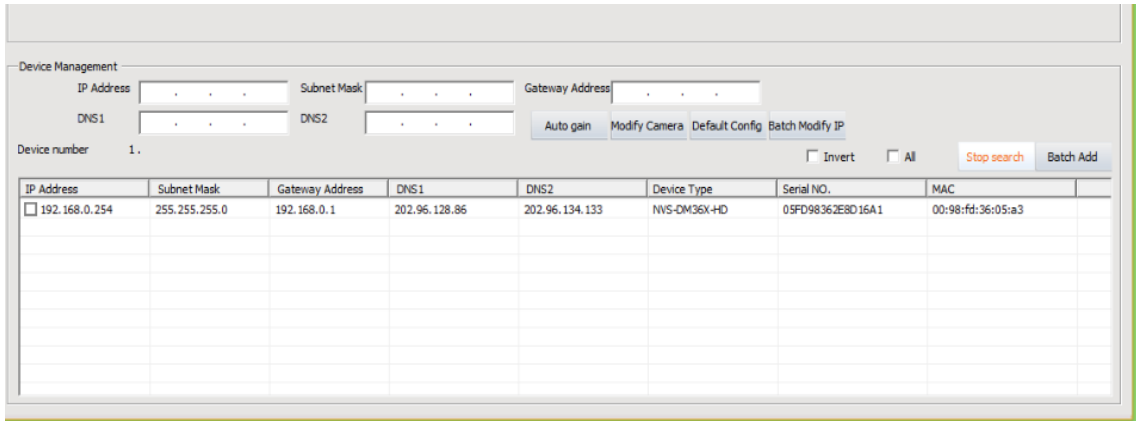 Device Management
IP Address . . . Subnet Mask . . . Gateway Address . . .
DNS1 . . . DNS2 . . . Auto gain Modify Camera Default Config Batch Modify IP
Device number 1. Invert All Stop search Batch Add
IP Address Subnet Mask Gateway Address DNS1 DNS2 Device Type Serial NO. MAC
192.168.0.254 255.255.255.0 192.168.0.1 202.96.128.86 202.96.134.133 NVS-DM36X-HD 05FD98362E8D16A1 00:98:fd:36:05:a3